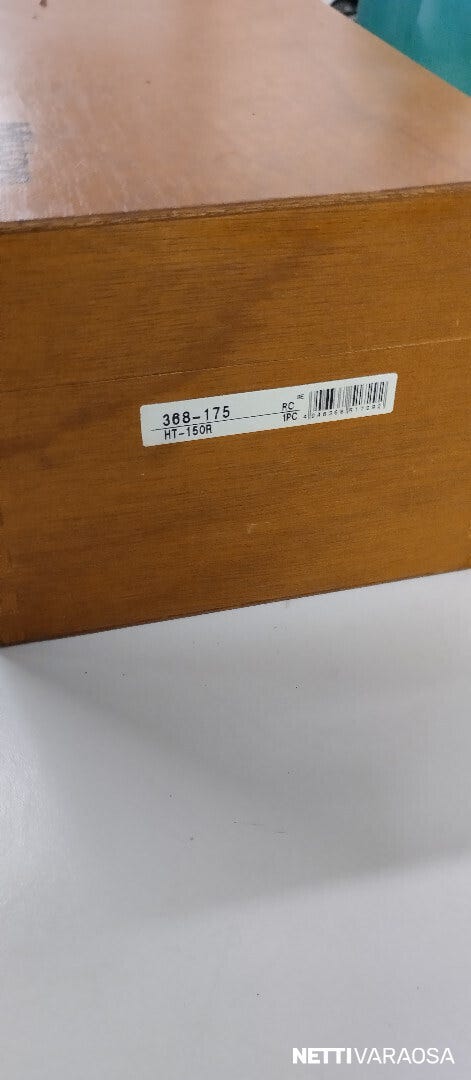 368-175
HT-150R
RC
1PC
NETTIVARAOSA